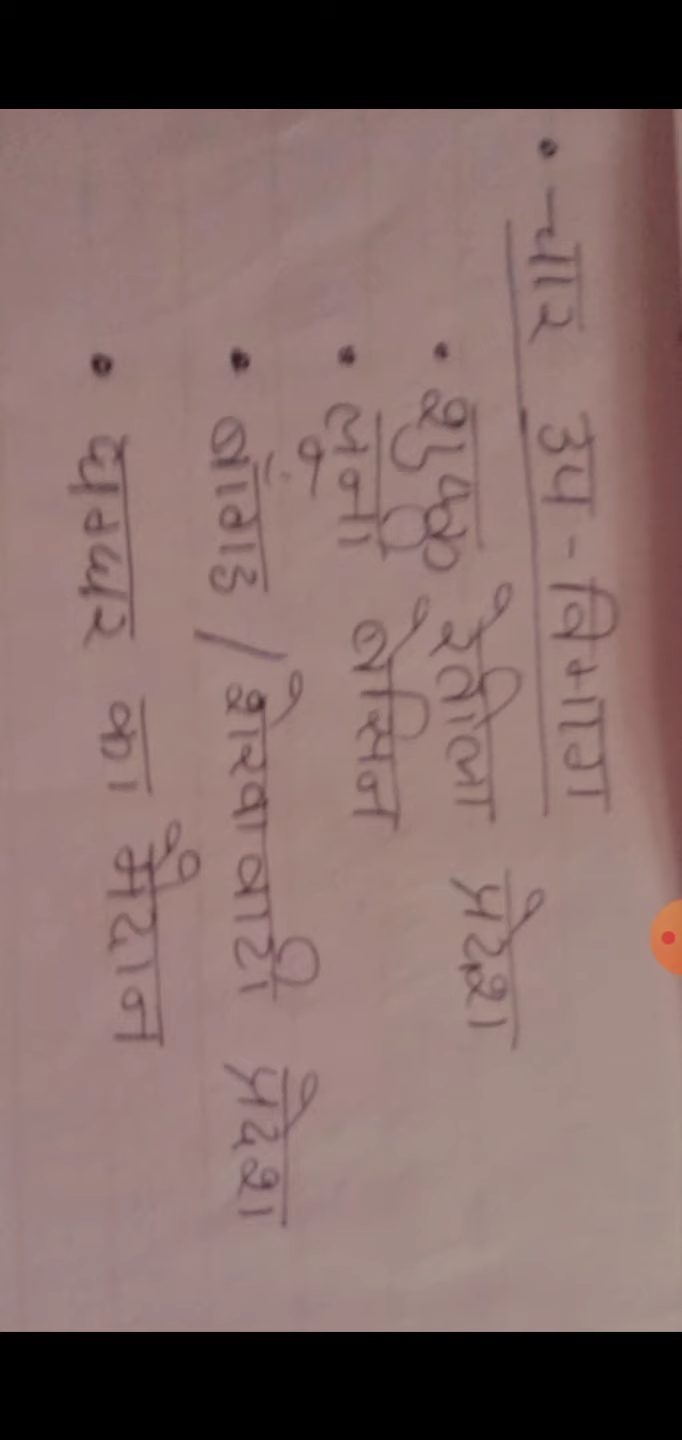 • चार उप-विभाग
• शुष्क रेतीला प्रदेश
• लूनी बेसिन
• बांगड़ / शेखावाटी प्रदेश
• घग्घर का मैदान